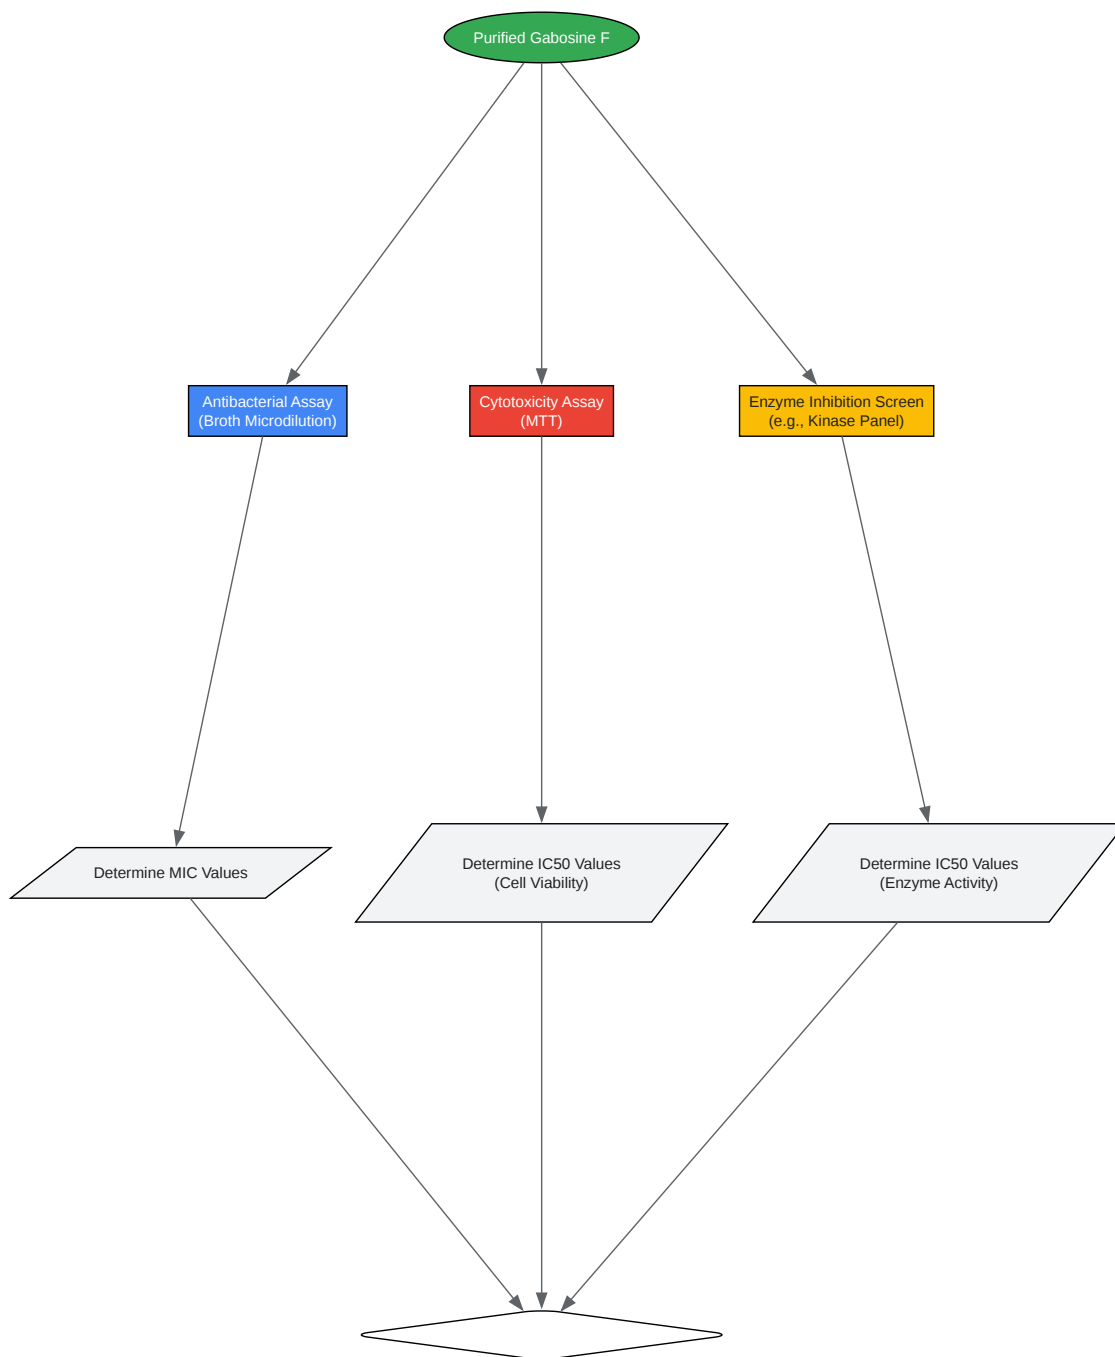 Purified Gabosine F
Antibacterial Assay
(Broth Microdilution)
Cytotoxicity Assay
(MTT)
Enzyme Inhibition Screen
(e.g., Kinase Panel)
Determine MIC Values
Determine IC50 Values
(Cell Viability)
Determine IC50 Values
(Enzyme Activity)